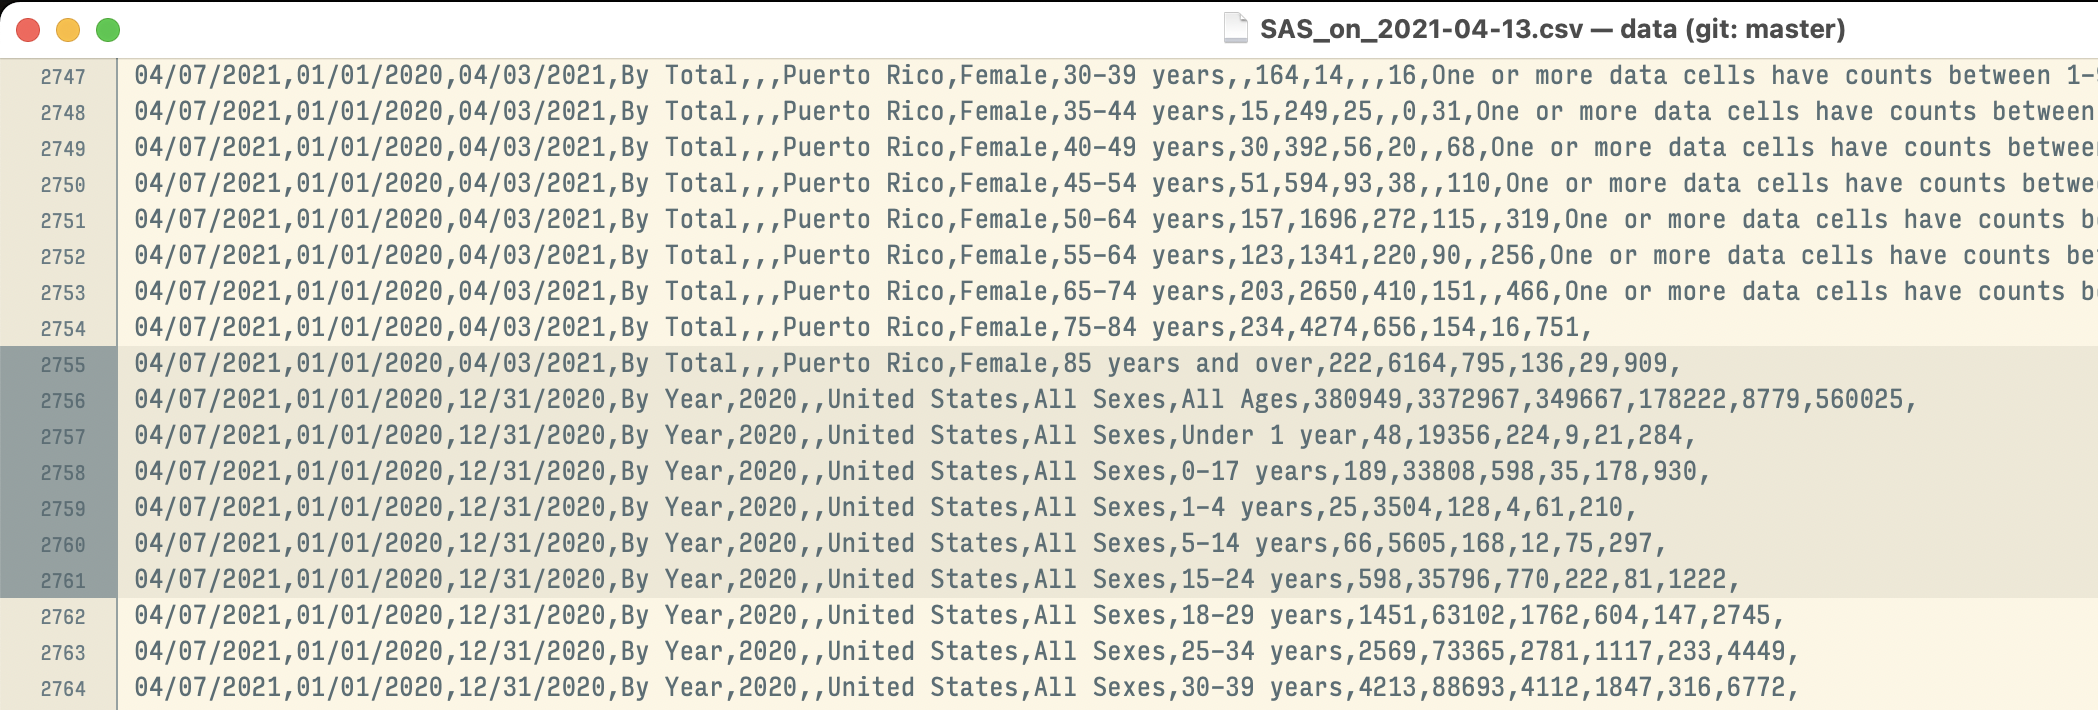 SAS_on_2021-04-13.csv — data (git: master)
2747 04/07/2021,01/01/2020,04/03/2021,By Total,,,Puerto Rico,Female,30-39 years,,164,14,,,16,One or more data cells have counts between 1-
2748 04/07/2021,01/01/2020,04/03/2021,By Total,,,Puerto Rico,Female,35-44 years,15,249,25,,0,31,One or more data cells have counts between
2749 04/07/2021,01/01/2020,04/03/2021,By Total,,,Puerto Rico,Female,40-49 years,30,392,56,20,,68,One or more data cells have counts betwee
2750 04/07/2021,01/01/2020,04/03/2021,By Total,,,Puerto Rico,Female,45-54 years,51,594,93,38,,110,One or more data cells have counts betwe
2751 04/07/2021,01/01/2020,04/03/2021,By Total,,,Puerto Rico,Female,50-64 years,157,1696,272,115,,319,One or more data cells have counts b
2752 04/07/2021,01/01/2020,04/03/2021,By Total,,,Puerto Rico,Female,55-64 years,123,1341,220,90,,256,One or more data cells have counts be
2753 04/07/2021,01/01/2020,04/03/2021,By Total,,,Puerto Rico,Female,65-74 years,203,2650,410,151,,466,One or more data cells have counts b
2754 04/07/2021,01/01/2020,04/03/2021,By Total,,,Puerto Rico,Female,75-84 years,234,4274,656,154,16,751,
2755 04/07/2021,01/01/2020,04/03/2021,By Total,,,Puerto Rico,Female,85 years and over,222,6164,795,136,29,909,
2756 04/07/2021,01/01/2020,12/31/2020,By Year,2020,,United States,All Sexes,All Ages,380949,3372967,349667,178222,8779,560025,
2757 04/07/2021,01/01/2020,12/31/2020,By Year,2020,,United States,All Sexes,Under 1 year,48,19356,224,9,21,284,
2758 04/07/2021,01/01/2020,12/31/2020,By Year,2020,,United States,All Sexes,0-17 years,189,33808,598,35,178,930,
2759 04/07/2021,01/01/2020,12/31/2020,By Year,2020,,United States,All Sexes,1-4 years,25,3504,128,4,61,210,
2760 04/07/2021,01/01/2020,12/31/2020,By Year,2020,,United States,All Sexes,5-14 years,66,5605,168,12,75,297,
2761 04/07/2021,01/01/2020,12/31/2020,By Year,2020,,United States,All Sexes,15-24 years,598,35796,770,222,81,1222,
2762 04/07/2021,01/01/2020,12/31/2020,By Year,2020,,United States,All Sexes,18-29 years,1451,63102,1762,604,147,2745,
2763 04/07/2021,01/01/2020,12/31/2020,By Year,2020,,United States,All Sexes,25-34 years,2569,73365,2781,1117,233,4449,
2764 04/07/2021,01/01/2020,12/31/2020,By Year,2020,,United States,All Sexes,30-39 years,4213,88693,4112,1847,316,6772,